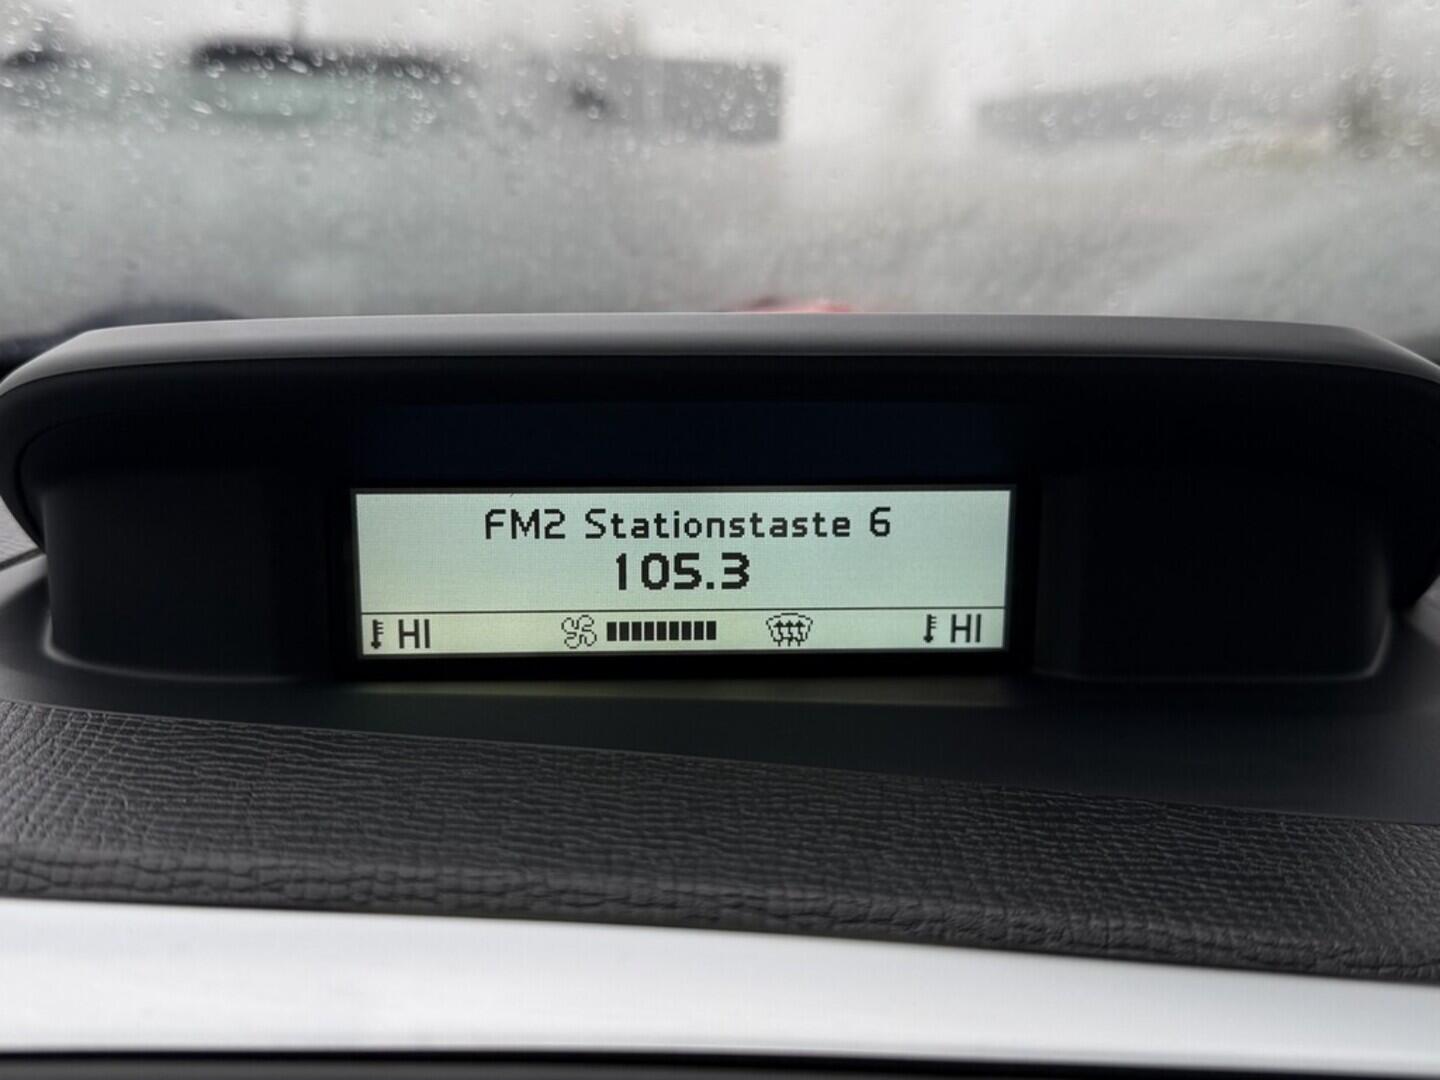 FM2 Stationstaste 6
105.3
HI HI